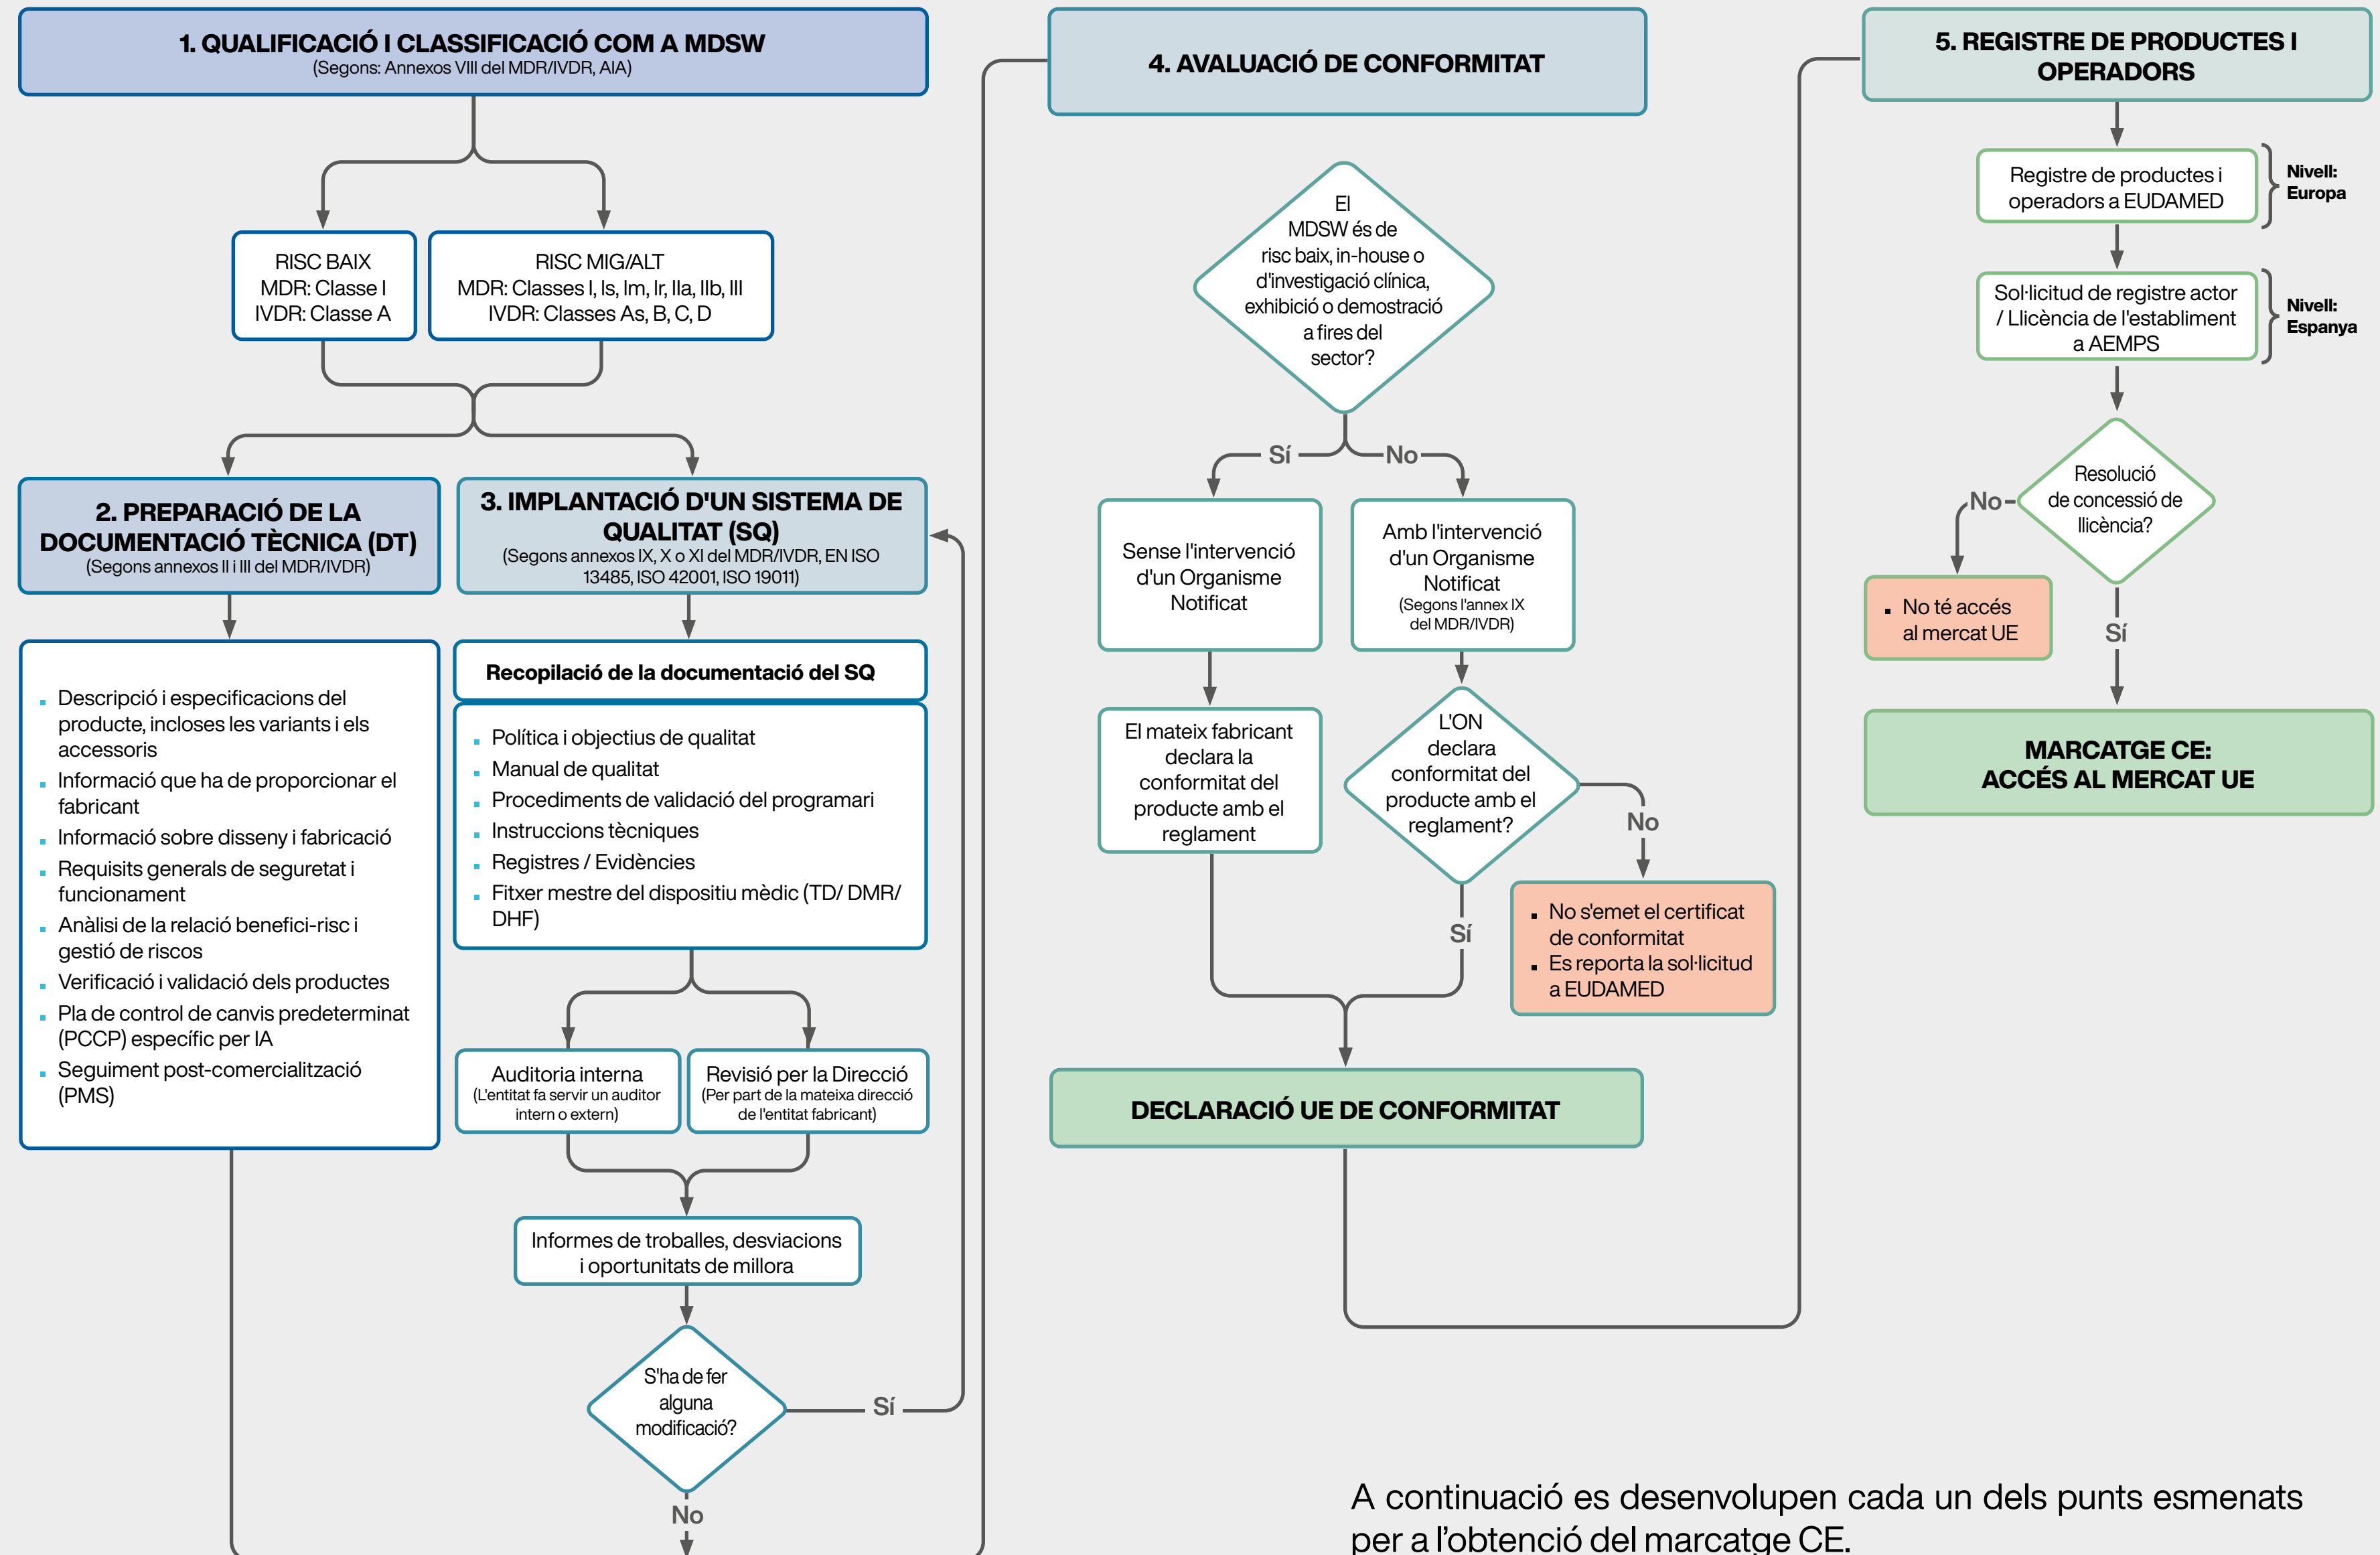 1. QUALIFICACIÓ I CLASSIFICACIÓ COM A MDSW
(Segons: Annexos VIII del MDR/IVDR, AIA)
RISC BAIX
MDR: Classe I
IVDR: Classe A
RISC MIG/ALT
MDR: Classes I, Is, Im, Ir, IIa, IIb, III
IVDR: Classes As, B, C, D
2. PREPARACIÓ DE LA
DOCUMENTACIÓ TÈCNICA (DT)
(Segons annexos II i III del MDR/IVDR)
▪ Descripció i especificacions del
producte, incloses les variants i els
accessoris
▪ Informació que ha de proporcionar el
fabricant
▪ Informació sobre disseny i fabricació
▪ Requisits generals de seguretat i
funcionament
▪ Anàlisi de la relació benefici-risc i
gestió de riscos
▪ Verificació i validació dels productes
▪ Pla de control de canvis predeterminat
(PCCP) específic per IA
▪ Seguiment post-comercialització
(PMS)
3. IMPLANTACIÓ D'UN SISTEMA DE
QUALITAT (SQ)
(Segons annexos IX, X o XI del MDR/IVDR, EN ISO
13485, ISO 42001, ISO 19011)
Recopilació de la documentació del SQ
▪ Política i objectius de qualitat
▪ Manual de qualitat
▪ Procediments de validació del programari
▪ Instruccions tècniques
▪ Registres / Evidències
▪ Fitxer mestre del dispositiu mèdic (TD/ DMR/
DHF)
Auditoria interna
(L'entitat fa servir un auditor
intern o extern)
Revisió per la Direcció
(Per part de la mateixa direcció
de l'entitat fabricant)
Informes de troballes, desviacions
i oportunitats de millora
S'ha de fer
alguna
modificació?
Sí
No
4. AVALUACIÓ DE CONFORMITAT
El
MDSW és de
risc baix, in-house o
d'investigació clínica,
exhibició o demostració
a fires del
sector?
Sí
No
Sense l'intervenció
d'un Organisme
Notificat
Amb l'intervenció
d'un Organisme
Notificat
(Segons l'annex IX
del MDR/IVDR)
El mateix fabricant
declara la
conformitat del
producte amb el
reglament
L'ON
declara
conformitat del
producte amb el
reglament?
No
Sí
▪ No s'emet el certificat
de conformitat
▪ Es reporta la sol·licitud
a EUDAMED
DECLARACIÓ UE DE CONFORMITAT
5. REGISTRE DE PRODUCTES I
OPERADORS
Registre de productes i
operadors a EUDAMED
Nivell:
Europa
Sol·licitud de registre actor
/ Llicència de l'establiment
a AEMPS
Nivell:
Espanya
Resolució
de concessió de
llicència?
No
▪ No té accés
al mercat UE
Sí
MARCATGE CE:
ACCÉS AL MERCAT UE
A continuació es desenvolupen cada un dels punts esmenats
per a l’obtenció del marcatge CE.